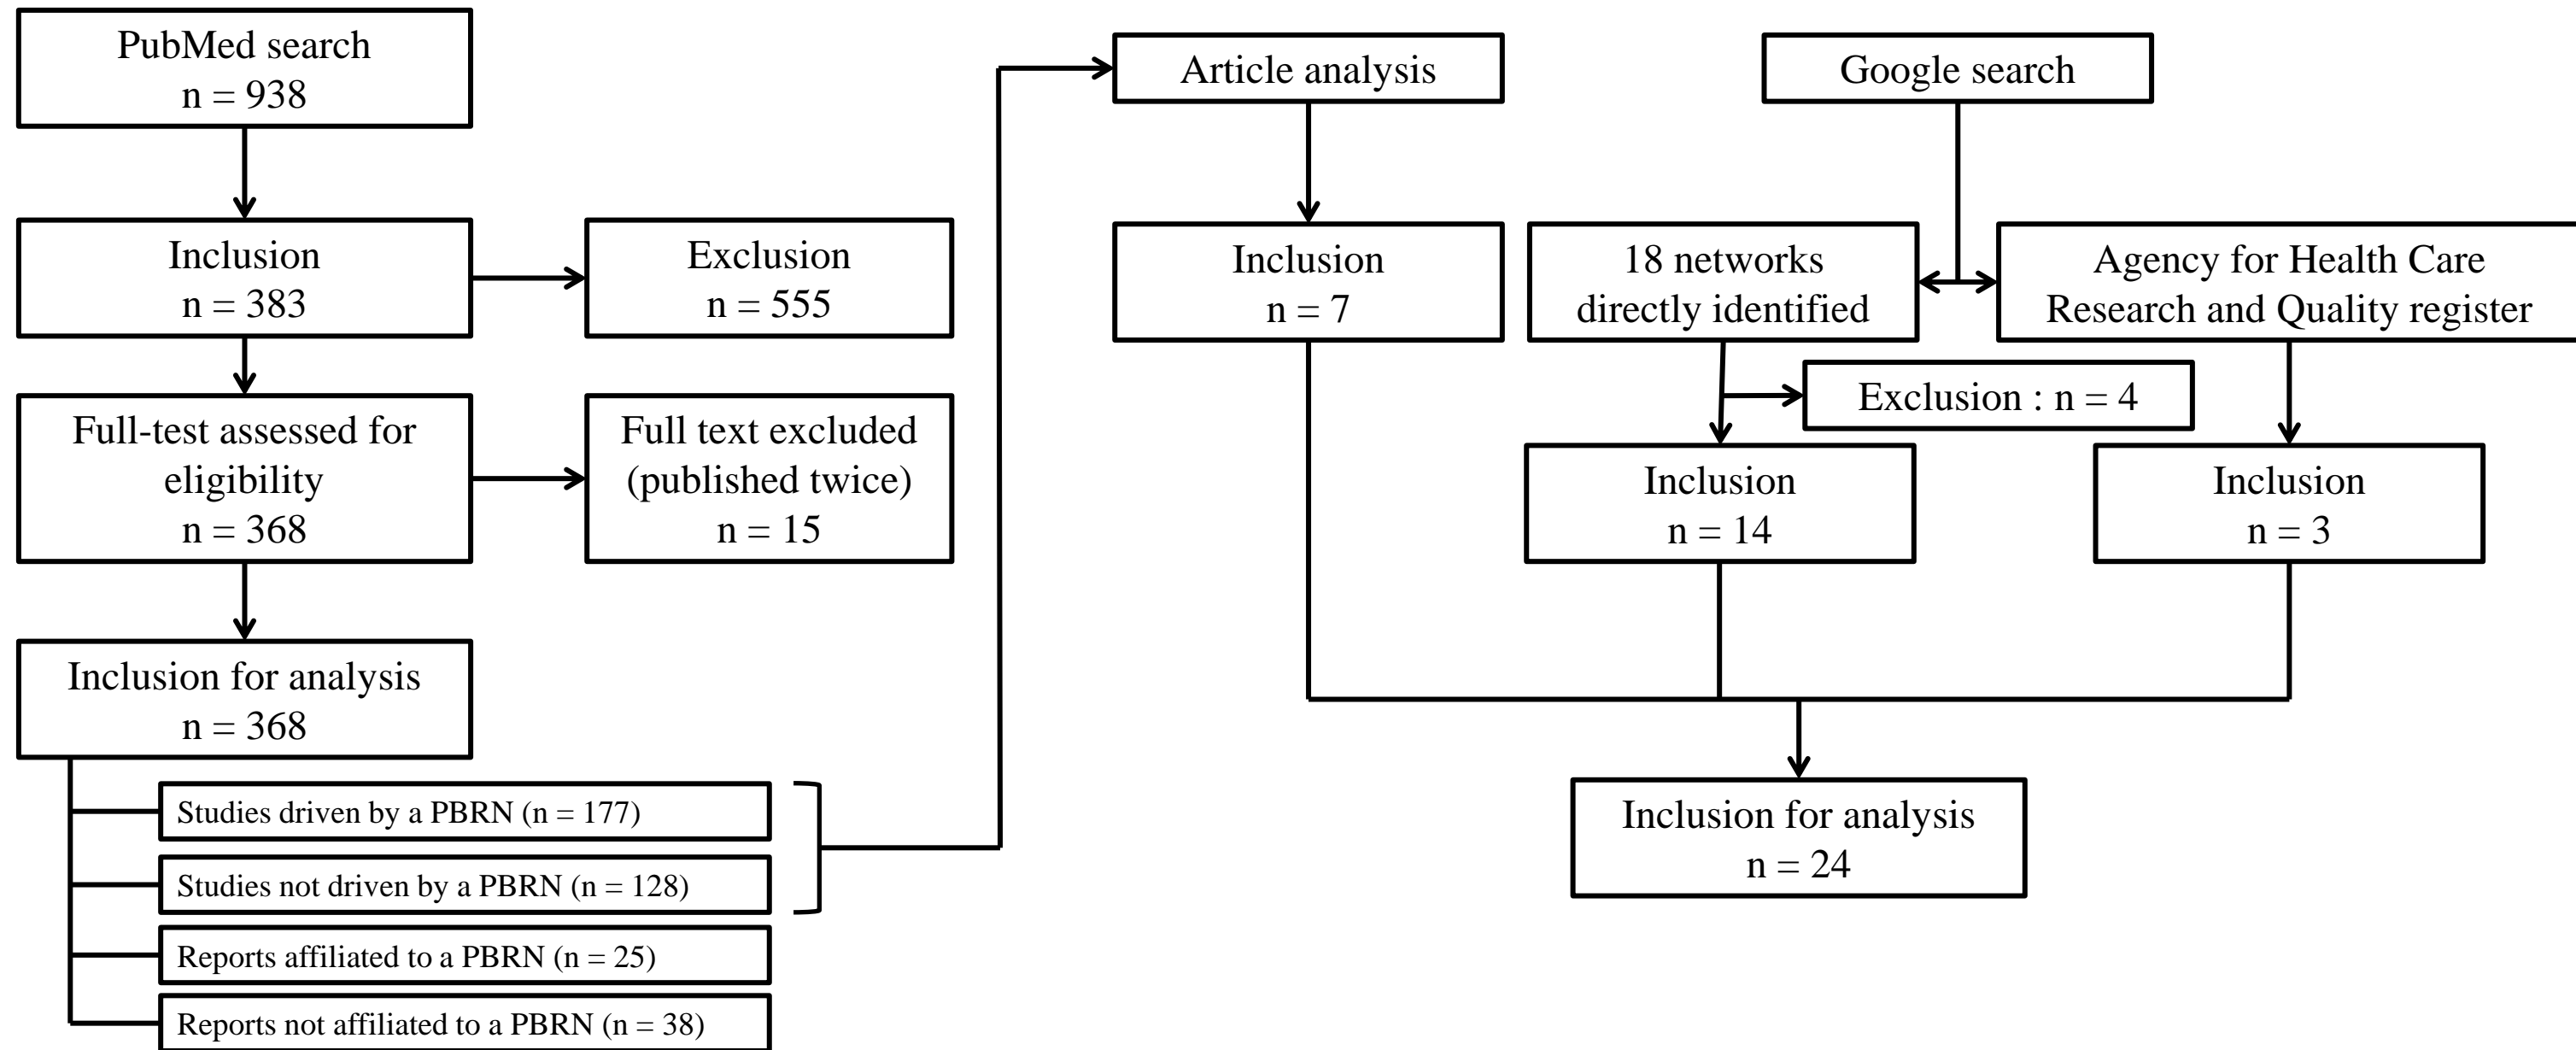 PubMed search
n = 938
Inclusion
n = 383
Exclusion
n = 555
Full-test assessed for
eligibility
n = 368
Full text excluded
(published twice)
n = 15
Inclusion for analysis
n = 368
Studies driven by a PBRN (n = 177)
Studies not driven by a PBRN (n = 128)
Reports affiliated to a PBRN (n = 25)
Reports not affiliated to a PBRN (n = 38)
Article analysis
Inclusion
n = 7
Google search
18 networks
directly identified
Agency for Health Care
Research and Quality register
Exclusion : n = 4
Inclusion
n = 14
Inclusion
n = 3
Inclusion for analysis
n = 24